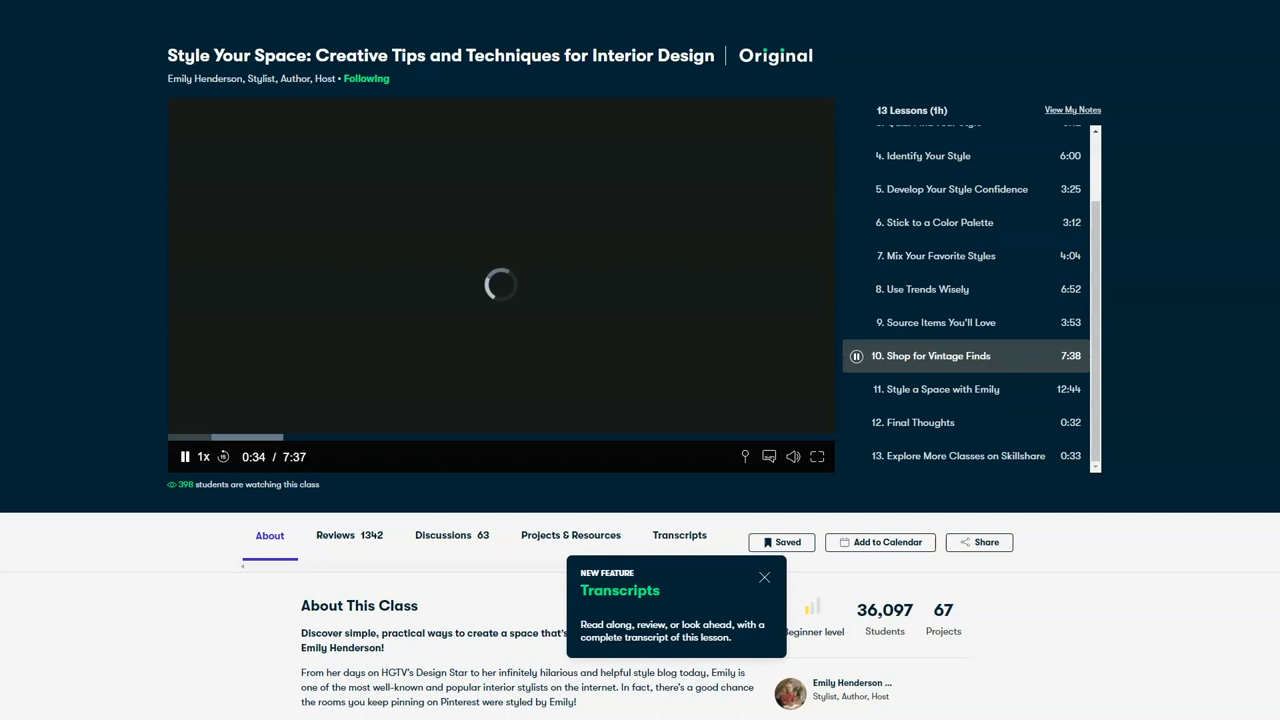 Style Your Space: Creative Tips and Techniques for Interior Design | Original
Emily Henderson, Stylist, Author, Host • Following
13 Lessons (1h)
View My Notes
4. Identify Your Style 6:00
5. Develop Your Style Confidence 3:25
6. Stick to a Color Palette 3:12
7. Mix Your Favorite Styles 4:04
8. Use Trends Wisely 6:52
9. Source Items You'll Love 3:53
10. Shop for Vintage Finds 7:38
11. Style a Space with Emily 12:44
12. Final Thoughts 0:32
13. Explore More Classes on Skillshare 0:33
1x 15 0:34 / 7:37
398 students are watching this class
About
Reviews 1342
Discussions 63
Projects & Resources
Transcripts
Saved
Add to Calendar
Share
NEW FEATURE
Transcripts
Read along, review, or look ahead, with a
complete transcript of this lesson.
About This Class
Discover simple, practical ways to create a space that's
Emily Henderson!
From her days on HGTV's Design Star to her infinitely hilarious and helpful style blog today, Emily is
one of the most well-known and popular interior stylists on the internet. In fact, there's a good chance
the rooms you keep pinning on Pinterest were styled by Emily!
eginner level
36,097
Students
67
Projects
Emily Henderson ...
Stylist, Author, Host